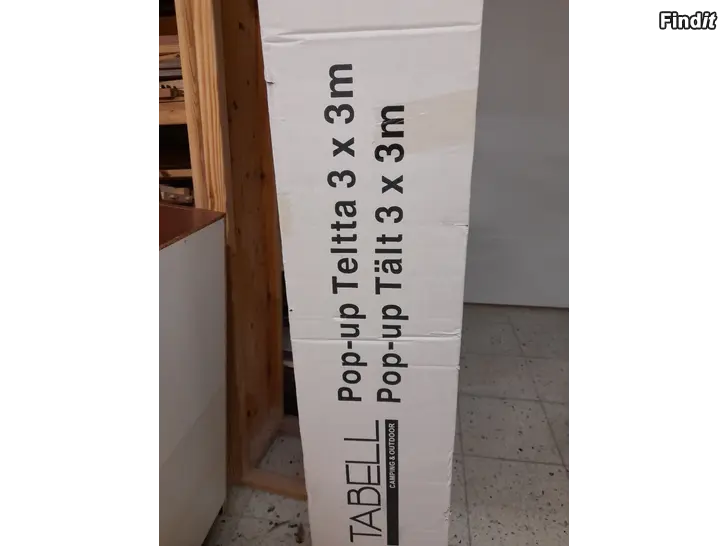 Findit
Pop-up Teltta 3 x 3m
Pop-up Tält 3 x 3m
TABELL
CAMPING & OUTDOOR